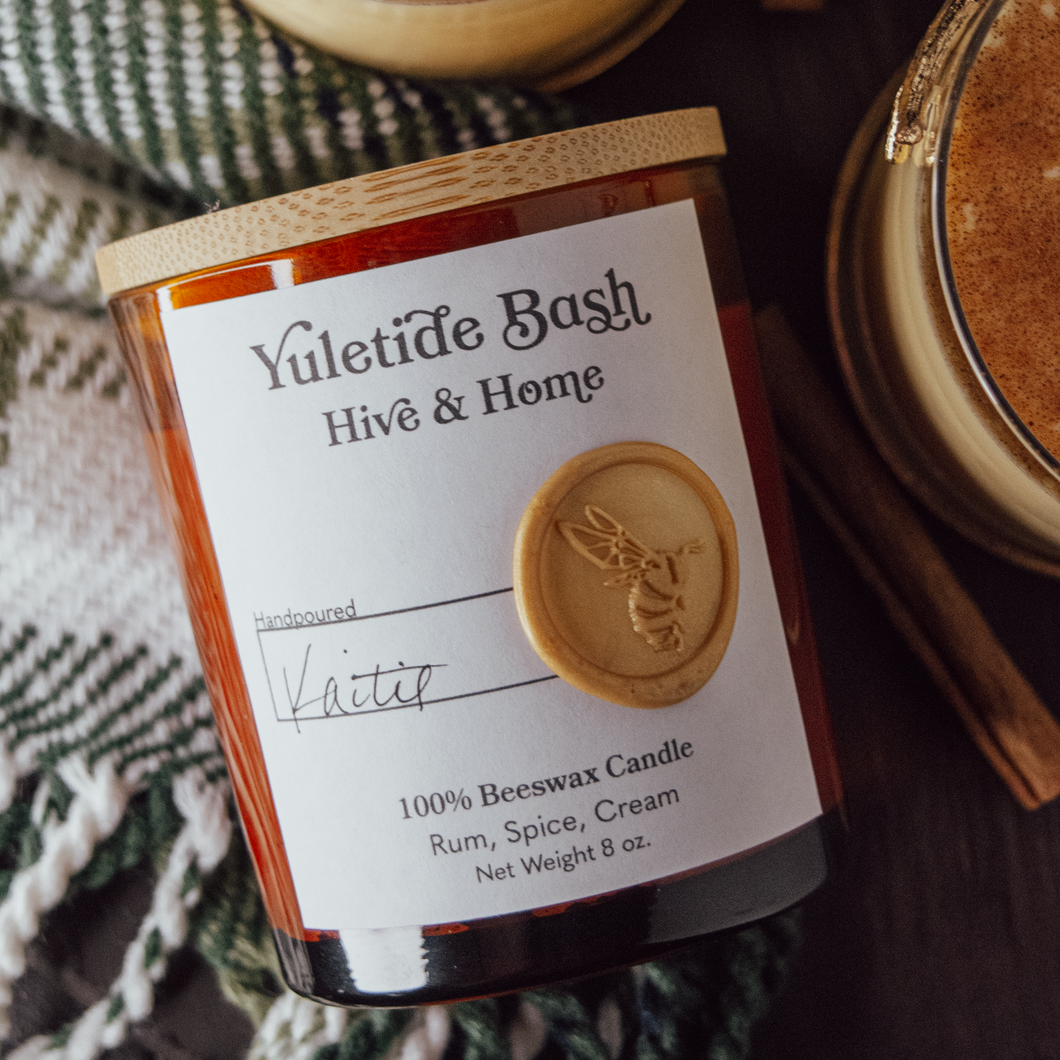 Yuletide Bash
Hive & Home
Handpoured
Kaitie
100% Beeswax Candle
Rum, Spice, Cream
Net Weight 8 oz.